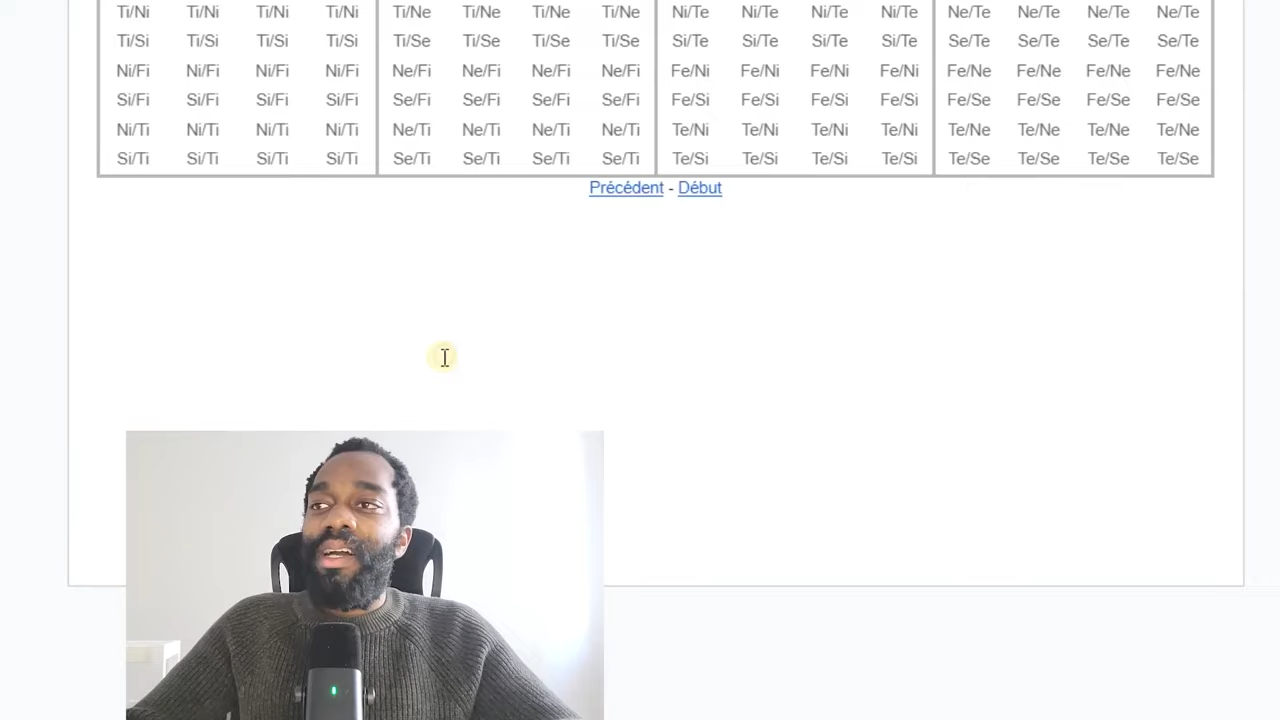 Ti/Ni Ti/Ni Ti/Ni Ti/Ni Ti/Ne Ti/Ne Ti/Ne Ti/Ne Ni/Te Ni/Te Ni/Te Ni/Te Ne/Te Ne/Te Ne/Te Ne/Te
Ti/Si Ti/Si Ti/Si Ti/Si Ti/Se Ti/Se Ti/Se Ti/Se Si/Te Si/Te Si/Te Si/Te Se/Te Se/Te Se/Te Se/Te
Ni/Fi Ni/Fi Ni/Fi Ni/Fi Ne/Fi Ne/Fi Ne/Fi Ne/Fi Fe/Ni Fe/Ni Fe/Ni Fe/Ni Fe/Ne Fe/Ne Fe/Ne Fe/Ne
Si/Fi Si/Fi Si/Fi Si/Fi Se/Fi Se/Fi Se/Fi Se/Fi Fe/Si Fe/Si Fe/Si Fe/Si Fe/Se Fe/Se Fe/Se Fe/Se
Ni/Ti Ni/Ti Ni/Ti Ni/Ti Ne/Ti Ne/Ti Ne/Ti Ne/Ti Te/Ni Te/Ni Te/Ni Te/Ni Te/Ne Te/Ne Te/Ne Te/Ne
Si/Ti Si/Ti Si/Ti Si/Ti Se/Ti Se/Ti Se/Ti Se/Ti Te/Si Te/Si Te/Si Te/Si Te/Se Te/Se Te/Se Te/Se
Précédent - Début